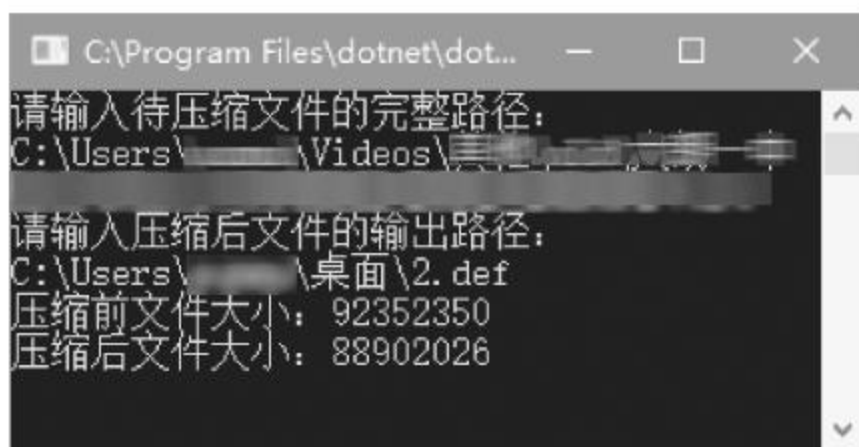 C:\Program Files\dotnet\dot...
请输入待压缩文件的完整路径:
C:\Users\ \Videos\
请输入压缩后文件的输出路径:
C:\Users\ \桌面\2.def
压缩前文件大小: 92352350
压缩后文件大小: 88902026